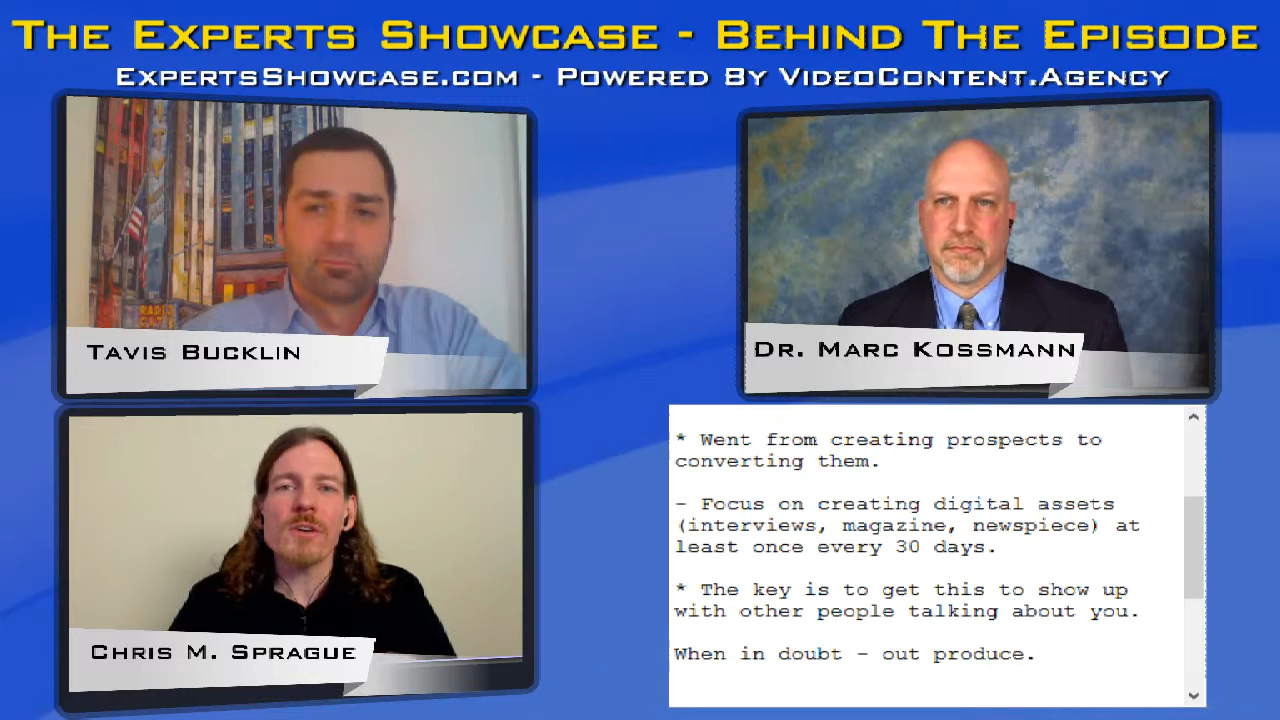 The Experts Showcase - Behind The Episode
ExpertsShowcase.com - Powered By VideoContent.Agency
Tavis Bucklin
Dr. Marc Kossmann
Chris M. Sprague
* Went from creating prospects to
converting them.
- Focus on creating digital assets
(interviews, magazine, newspiece) at
least once every 30 days.
* The key is to get this to show up
with other people talking about you.
When in doubt - out produce.